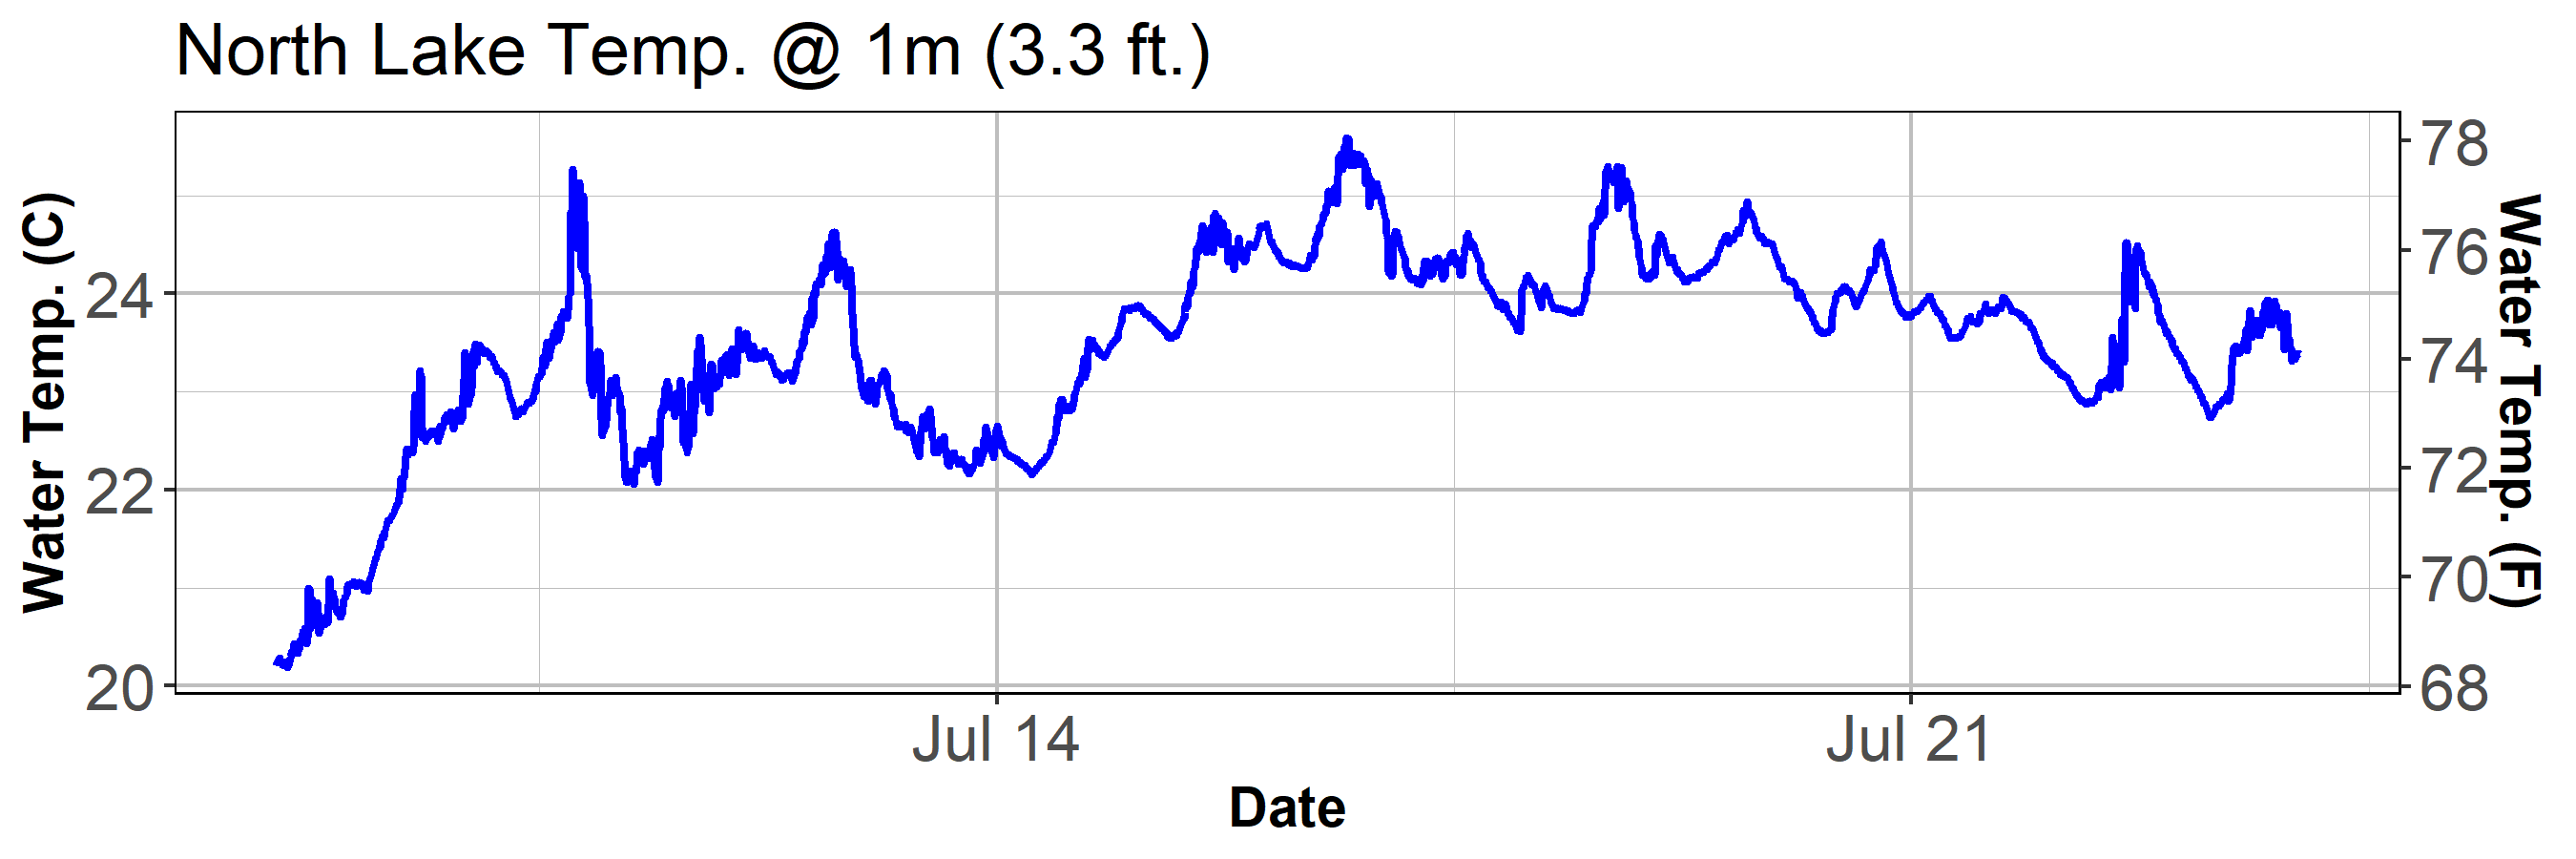 North Lake Temp. @ 1m (3.3 ft.)
Water Temp. (C)
24
22
20
78
76
74
72
70
68
Water Temp. (F)
Jul 14
Jul 21
Date